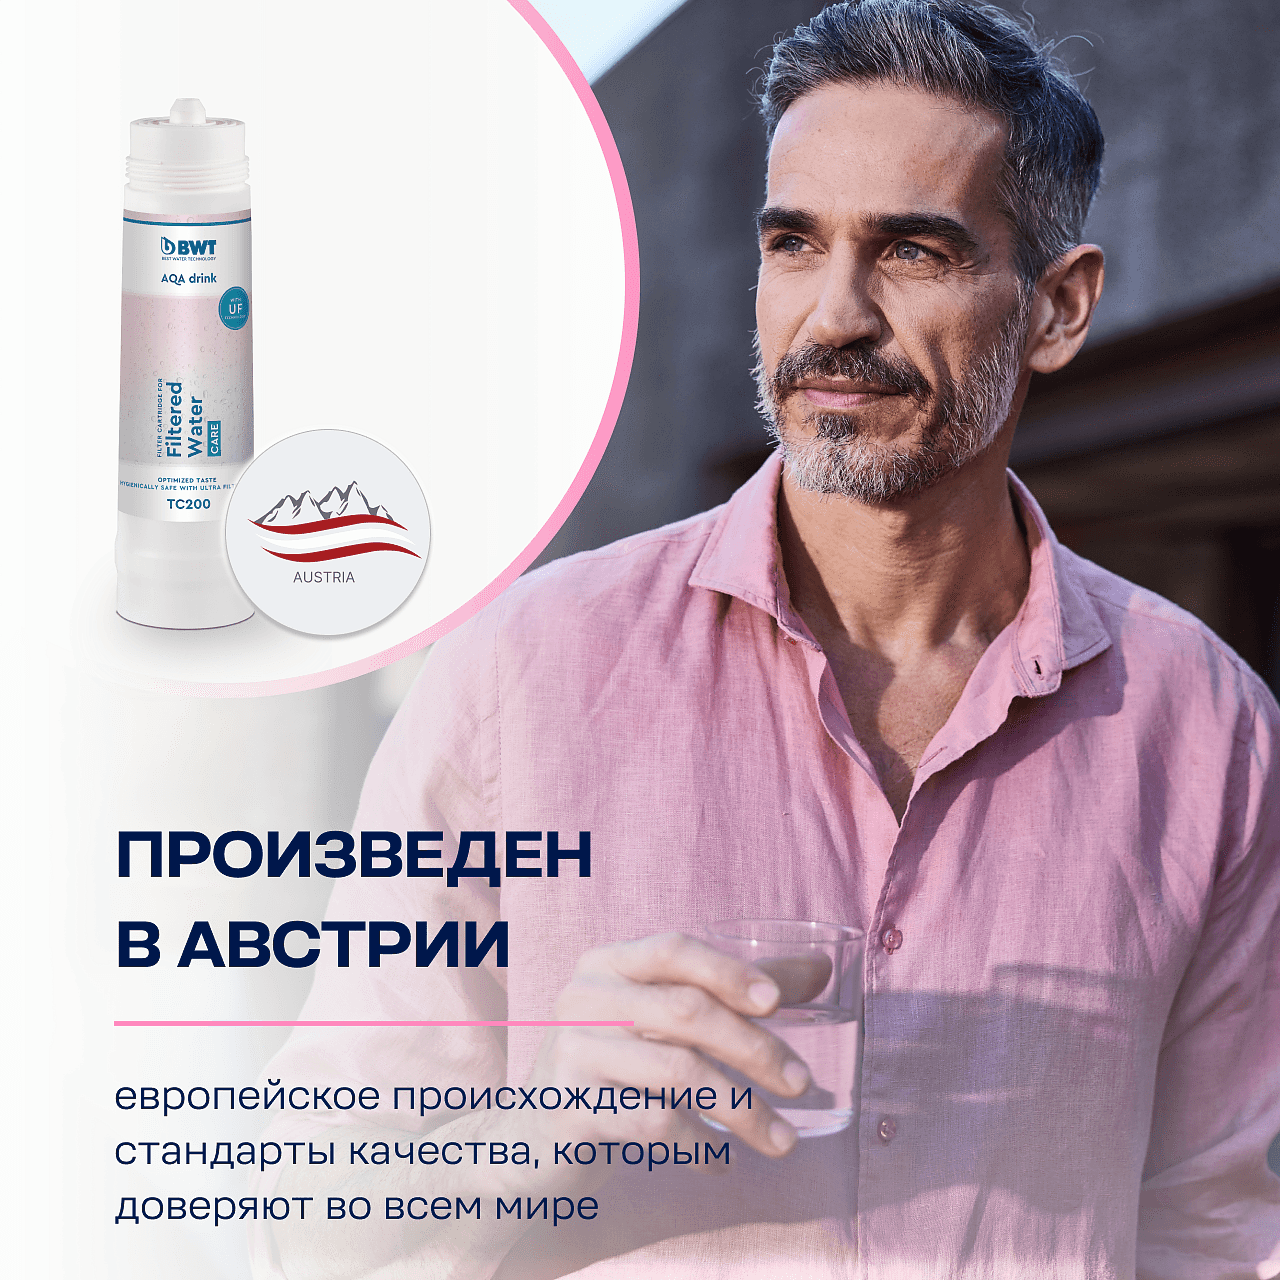 BWT
BEST WATER TECHNOLOGY
AQA drink
WITH
UF
FILTER CARTRIDGE FOR
Filtered
Water
CARE
OPTIMIZED TASTE
HYGIENICALLY SAFE WITH ULTRA FIL
TC200
AUSTRIA
ПРОИЗВЕДЕН
В АВСТРИИ
европейское происхождение и
стандарты качества, которым
доверяют во всем мире